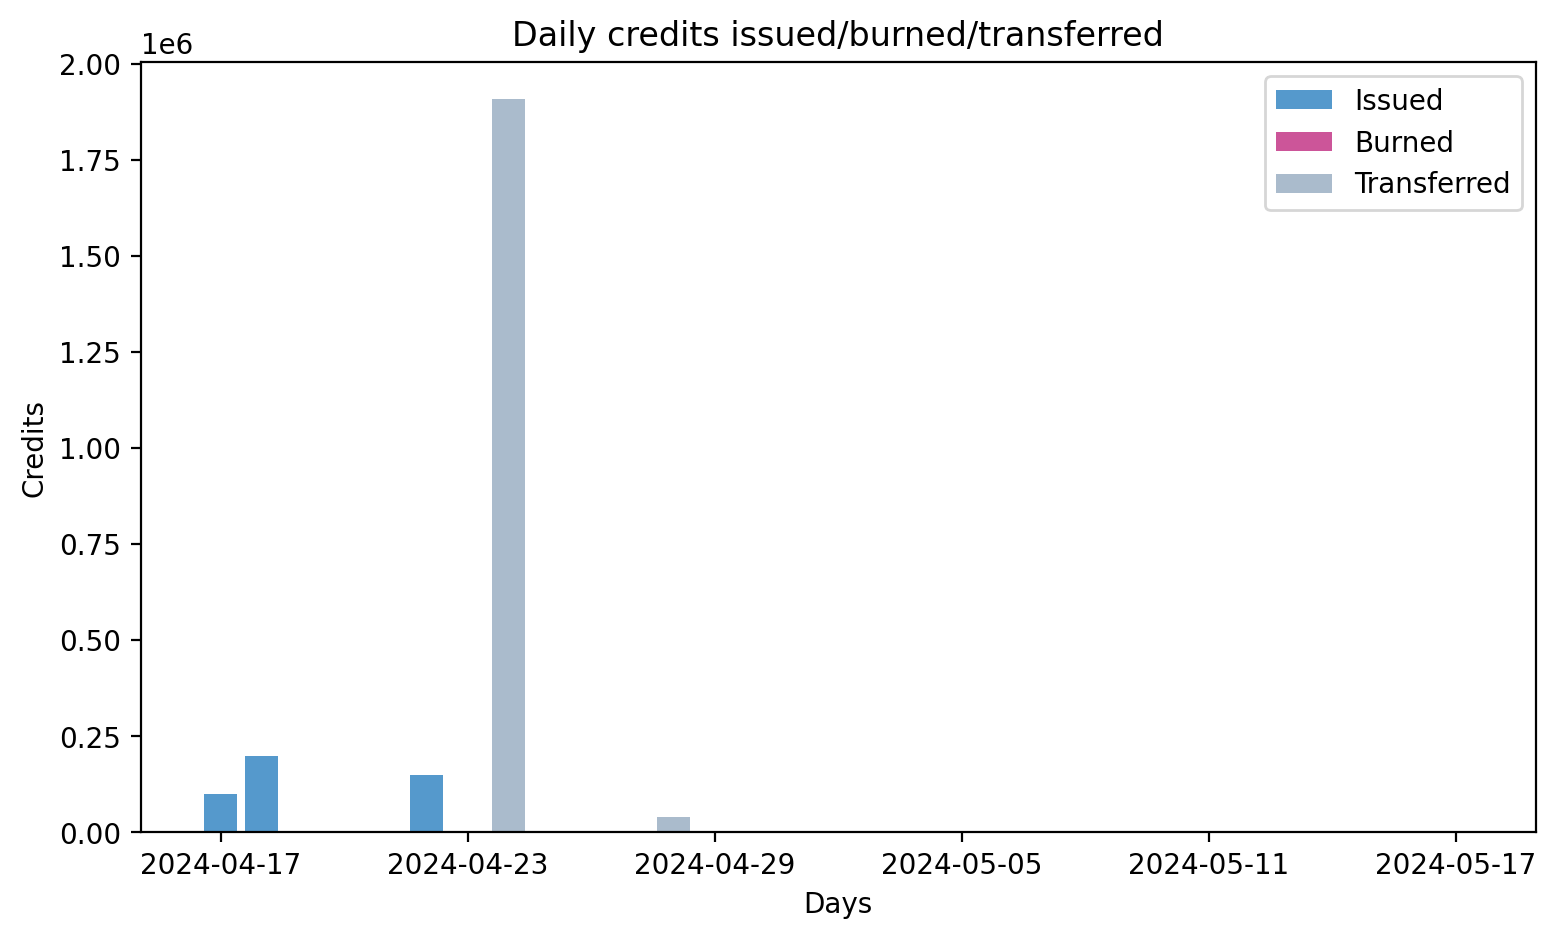 Daily credits issued/burned/transferred
1e6
2.00
1.75
1.50
1.25
1.00
0.75
0.50
0.25
0.00
Credits
Issued
Burned
Transferred
2024-04-17 2024-04-23 2024-04-29 2024-05-05 2024-05-11 2024-05-17
Days